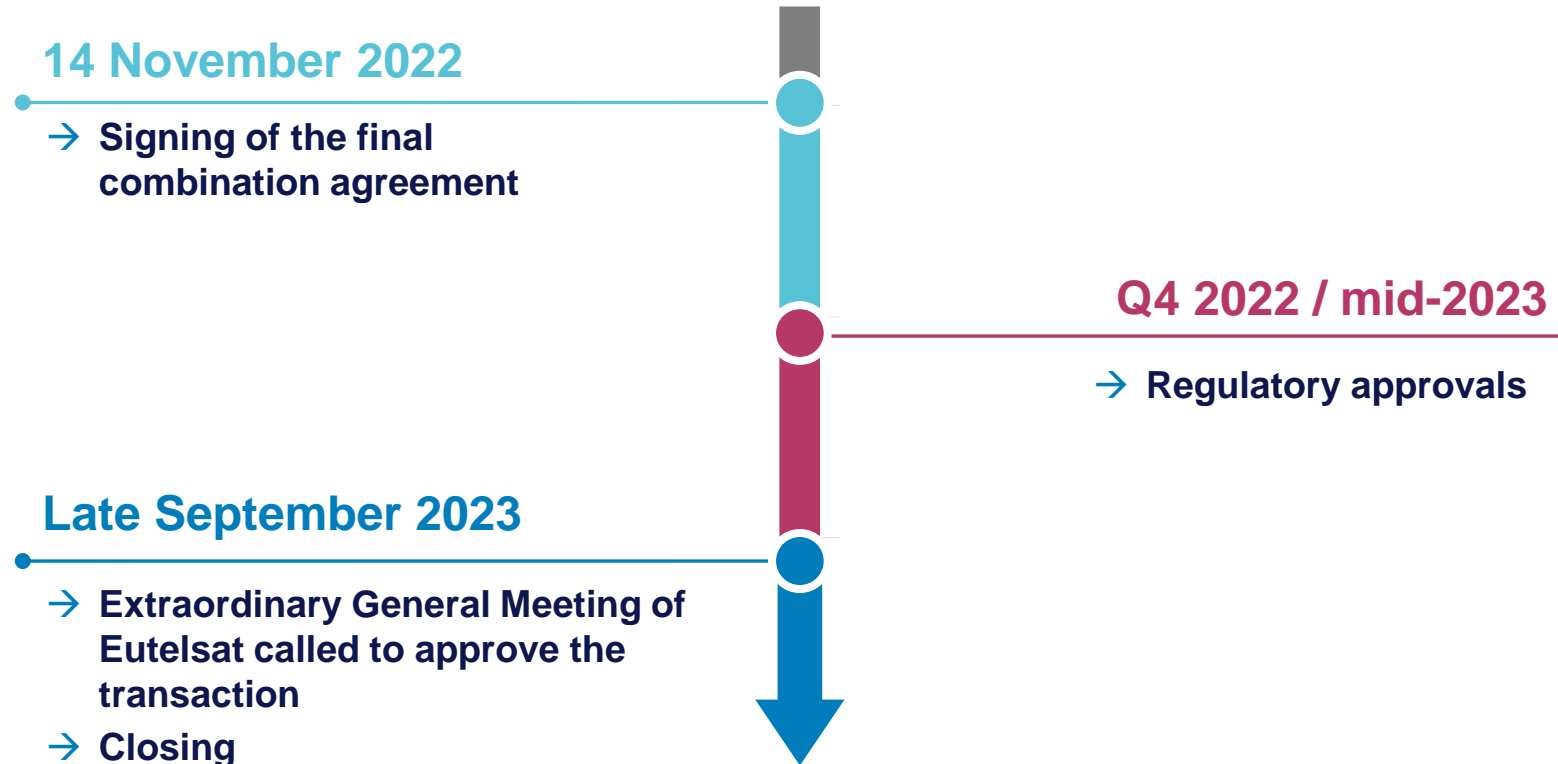 14 November 2022
→ Signing of the final
combination agreement
Q4 2022 / mid-2023
→ Regulatory approvals
Late September 2023
→ Extraordinary General Meeting of
Eutelsat called to approve the
transaction
→ Closing